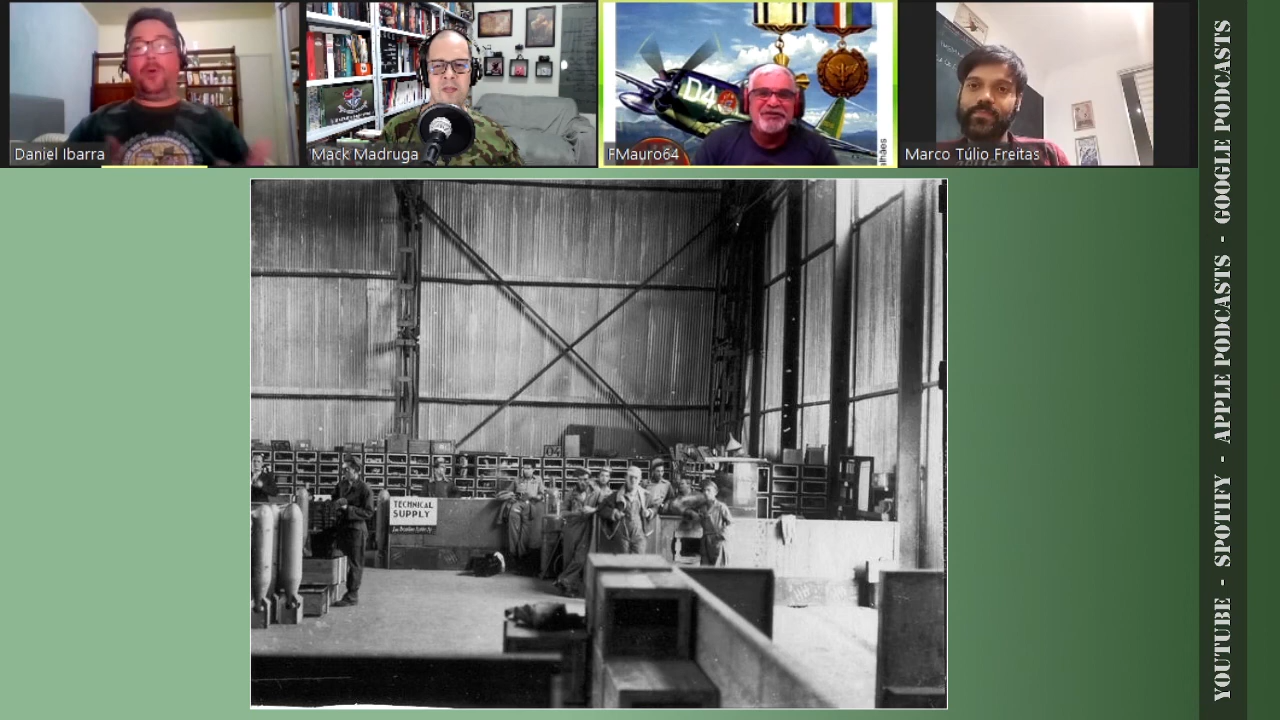 Daniel Ibarra
Mack Madruga
FMauro64
Marco Túlio Freitas
D4
TECHNICAL
SUPPLY
YOUTUBE - SPOTIFY - APPLE PODCASTS - GOOGLE PODCASTS